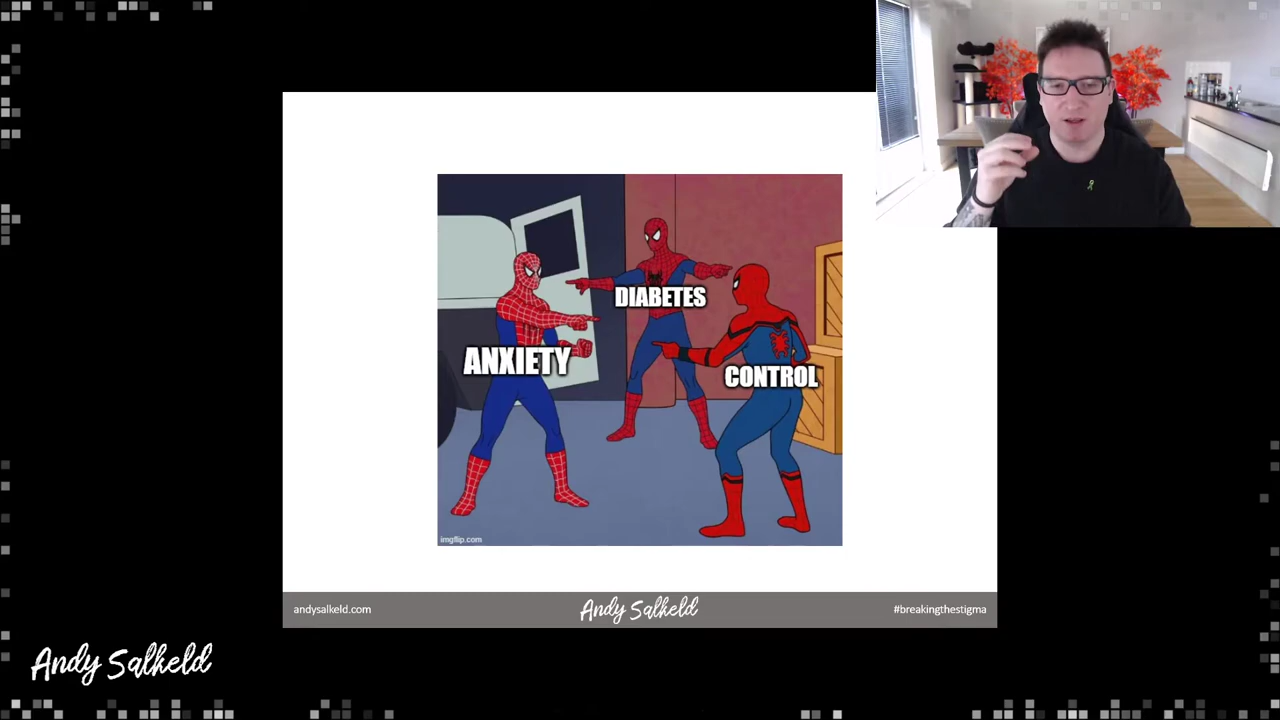 DIABETES
ANXIETY
CONTROL
imgflip.com
andysalkeld.com
Andy Salkeld
#breakingthestigma
Andy Salkeld